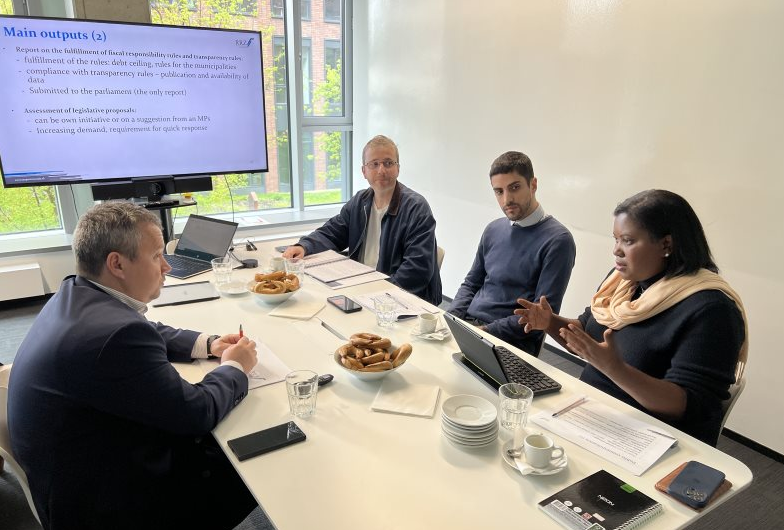 Main outputs (2)
RRZ
Report on the fulfillment of fiscal responsibility rules and transparency rules:
- fulfillment of the rules: debt ceiling, rules for the municipalities
- compliance with transparency rules – publication and availability of
data
- Submitted to the parliament (the only report)
Assessment of legislative proposals:
- can be own initiative or on a suggestion from an MPs
- Increasing demand, requirement for quick response